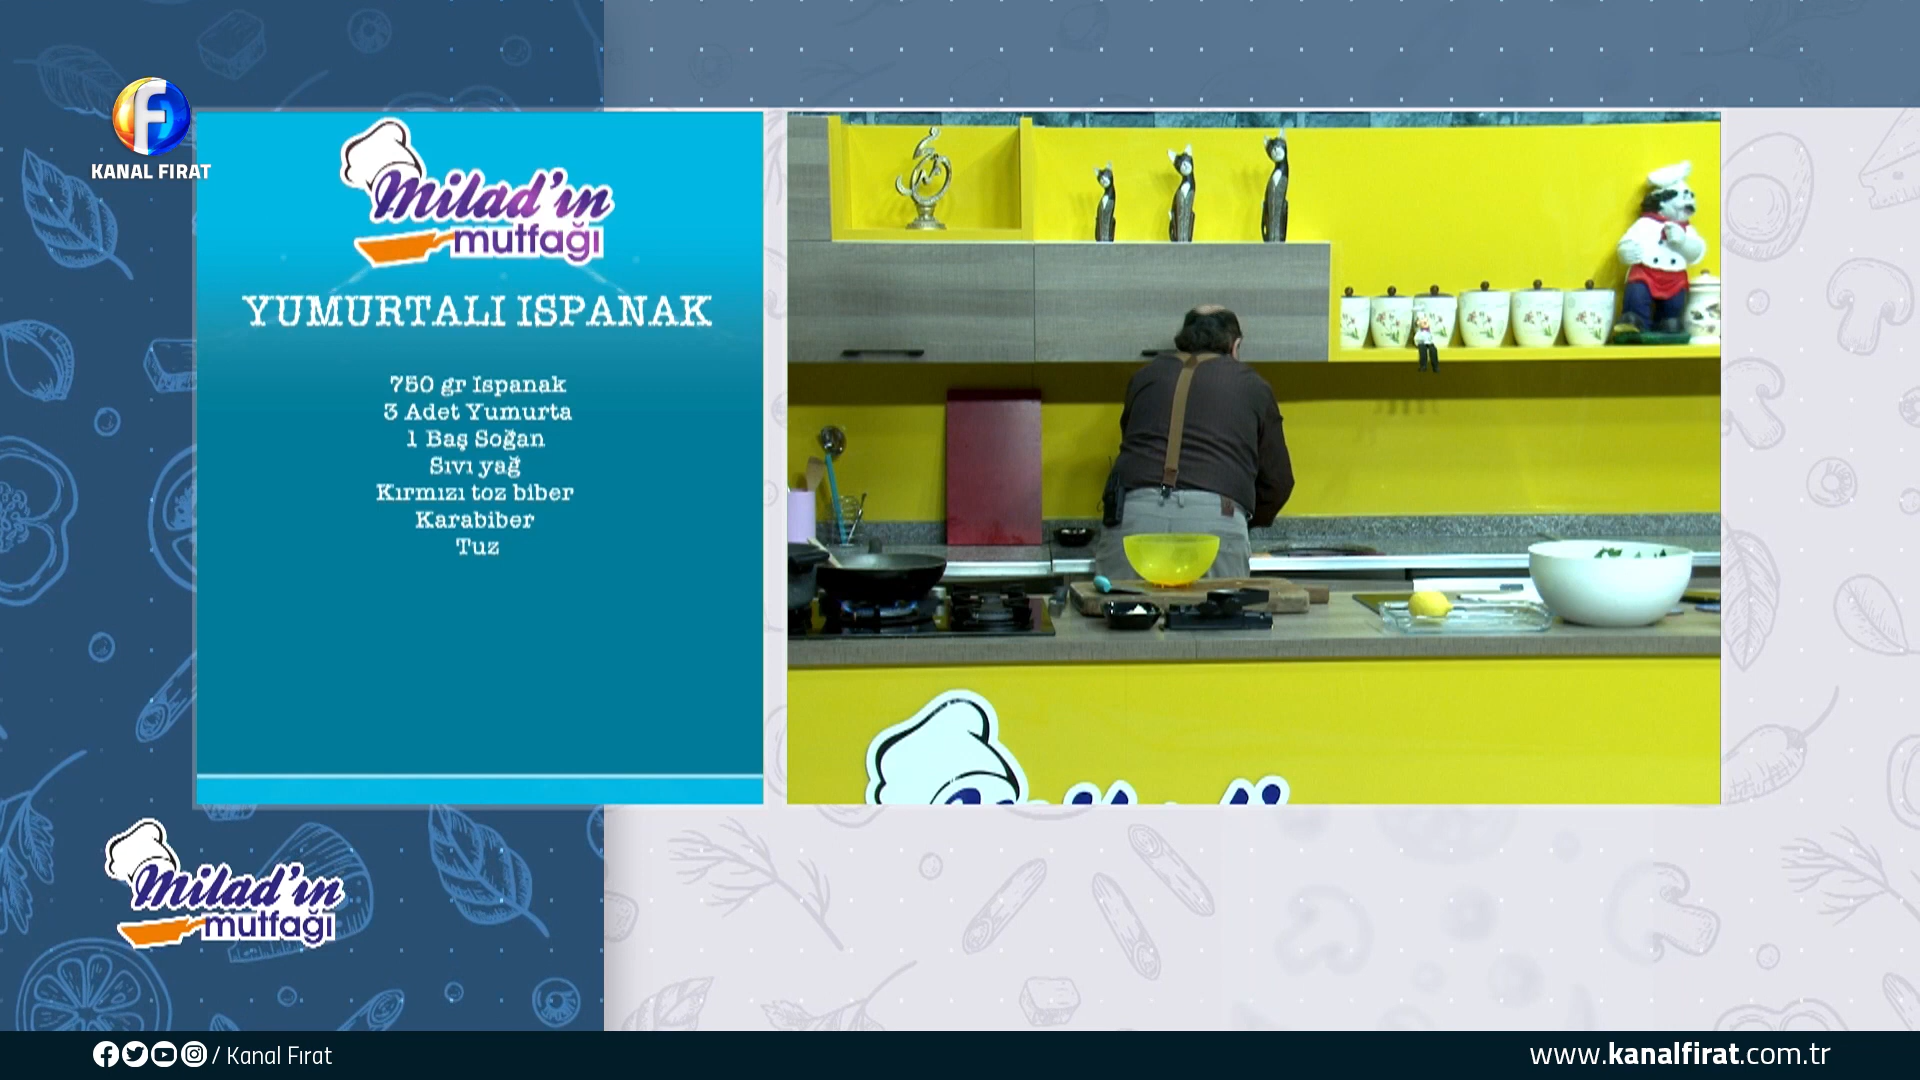 KANAL FIRAT
Milad'ın
mutfağı
YUMURTALI ISPANAK
750 gr Ispanak
3 Adet Yumurta
1 Baş Soğan
Sıvı yağ
Kırmızı toz biber
Karabiber
Tuz
Milad'ın
mutfağı
/ Kanal Fırat
www.kanalfirat.com.tr